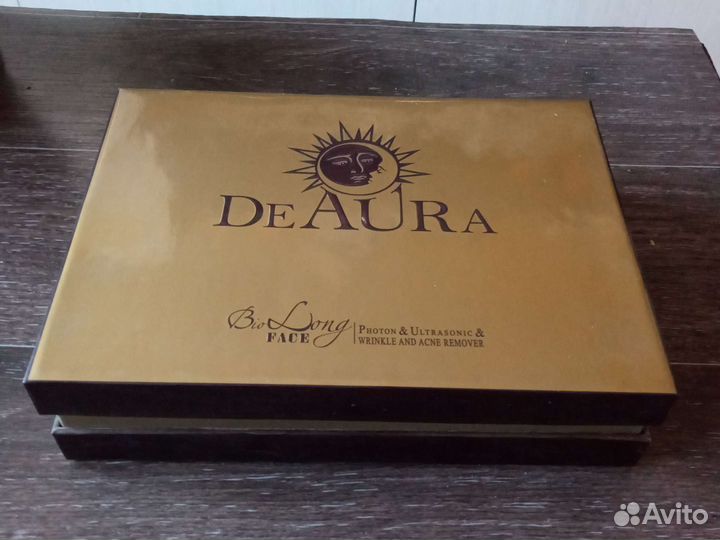 DEAURA
Bio Long
FACE
PHOTON & ULTRASONIC &
WRINKLE AND ACNE REMOVER
Avito